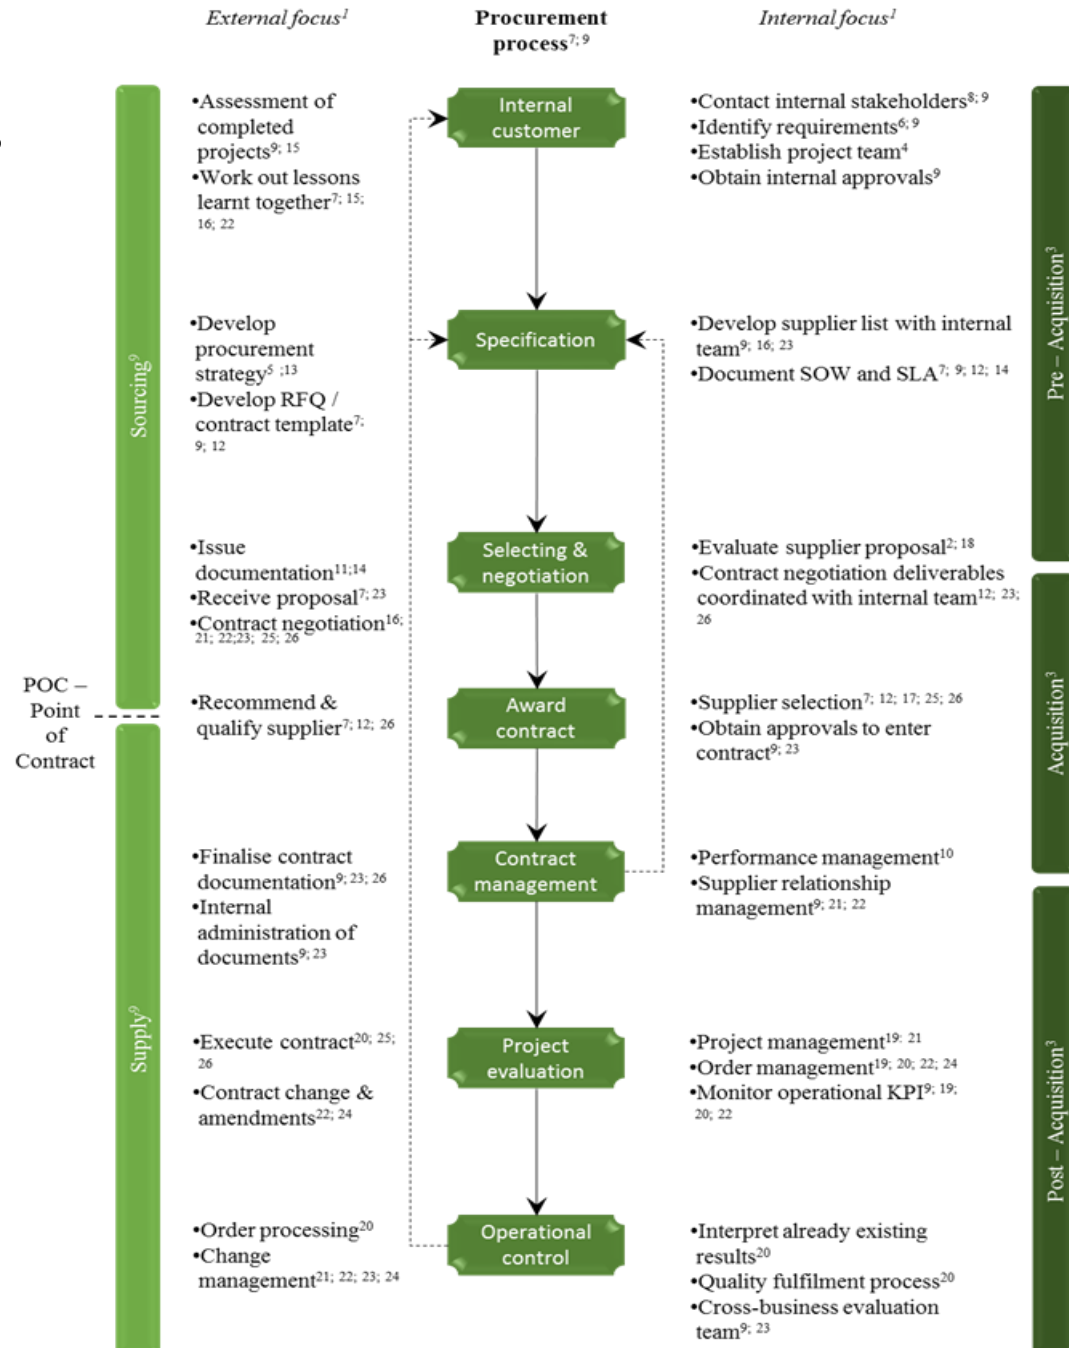 External focus¹
Procurement
process⁷; ⁹
Internal focus¹
Sourcing⁹
Supply⁹
POC –
Point
of
Contract
Pre – Acquisition³
Acquisition³
Post – Acquisition³
•Assessment of
completed
projects⁹; ¹⁵
•Work out lessons
learnt together⁷; ¹⁵;
¹⁶; ²²
Internal
customer
•Contact internal stakeholders⁸; ⁹
•Identify requirements⁶; ⁹
•Establish project team⁴
•Obtain internal approvals⁹
•Develop
procurement
strategy⁵ ;¹³
•Develop RFQ /
contract template⁷;
⁹; ¹²
Specification
•Develop supplier list with internal
team⁹; ¹⁶; ²³
•Document SOW and SLA⁷; ⁹; ¹²; ¹⁴
•Issue
documentation¹¹;¹⁴
•Receive proposal⁷; ²³
•Contract negotiation¹⁶;
²¹; ²²;²³; ²⁵; ²⁶
Selecting &
negotiation
•Evaluate supplier proposal²; ¹⁸
•Contract negotiation deliverables
coordinated with internal team¹²; ²³;
²⁶
•Recommend &
qualify supplier⁷; ¹²; ²⁶
Award
contract
•Supplier selection⁷; ¹²; ¹⁷; ²⁵; ²⁶
•Obtain approvals to enter
contract⁹; ²³
•Finalise contract
documentation⁹; ²³; ²⁶
•Internal
administration of
documents⁹; ²³
Contract
management
•Performance management¹⁰
•Supplier relationship
management⁹; ²¹; ²²
•Execute contract²⁰; ²⁵;
²⁶
•Contract change &
amendments²²; ²⁴
Project
evaluation
•Project management¹⁹: ²¹
•Order management¹⁹; ²⁰; ²²; ²⁴
•Monitor operational KPI⁹; ¹⁹;
²⁰; ²²
•Order processing²⁰
•Change
management²¹; ²²; ²³; ²⁴
Operational
control
•Interpret already existing
results²⁰
•Quality fulfilment process²⁰
•Cross-business evaluation
team⁹; ²³